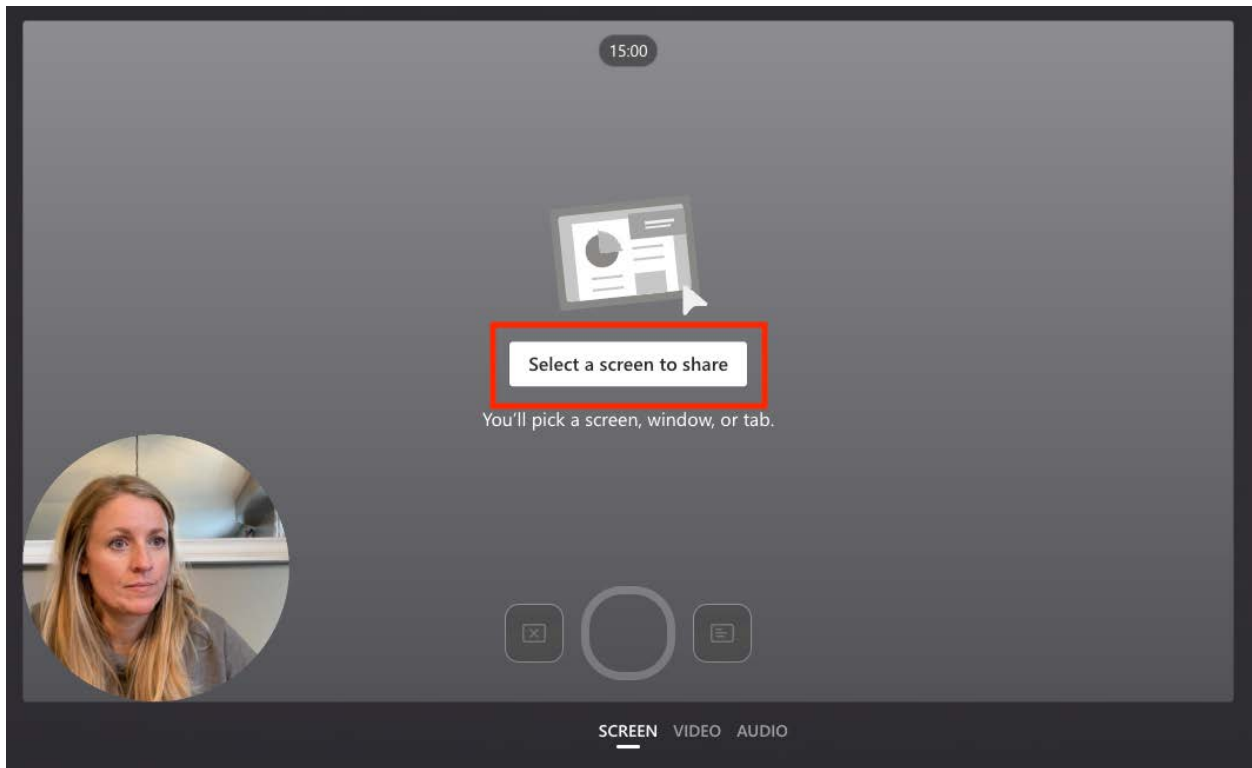 15:00
Select a screen to share
You'll pick a screen, window, or tab.
SCREEN VIDEO AUDIO